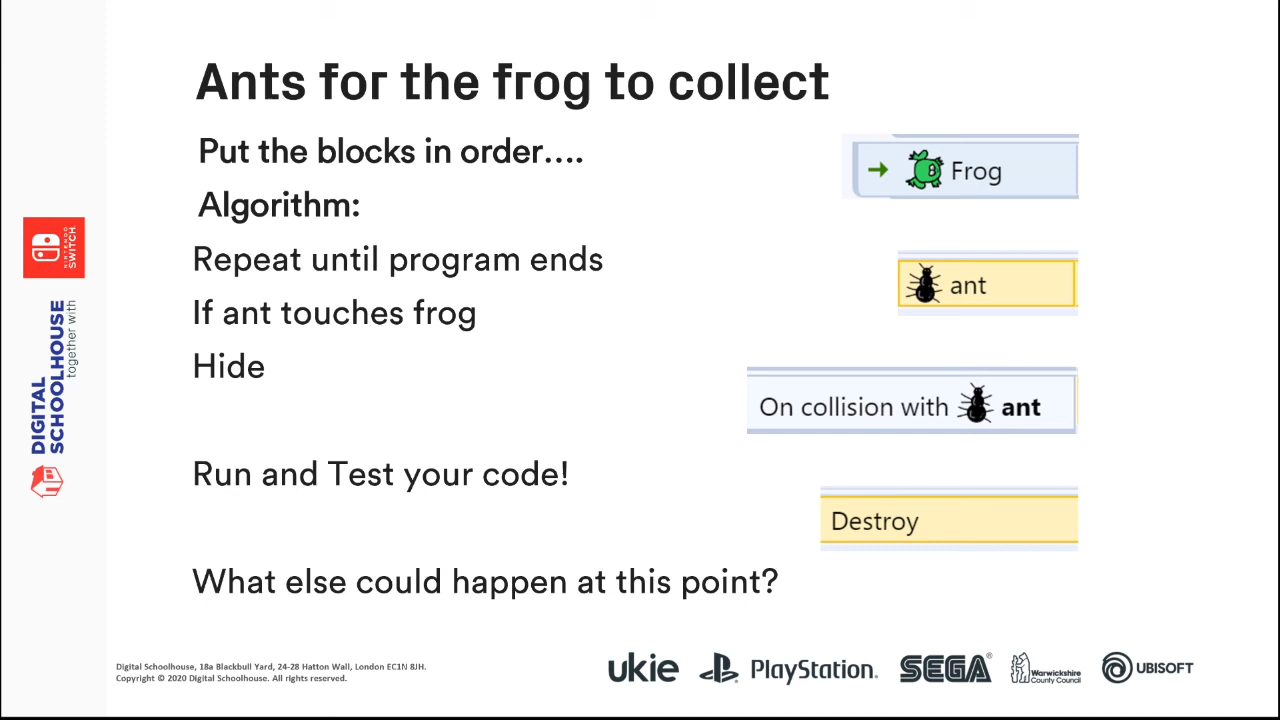 Ants for the frog to collect
Put the blocks in order....
Algorithm:
Repeat until program ends
If ant touches frog
Hide
Run and Test your code!
What else could happen at this point?
Frog
ant
On collision with ant
Destroy
NINTENDO
SWITCH
DIGITAL
SCHOOLHOUSE
together with
Digital Schoolhouse, 18a Blackbull Yard, 24-28 Hatton Wall, London EC1N 8JH.
Copyright © 2020 Digital Schoolhouse. All rights reserved.
ukie
PlayStation.
SEGA®
Warwickshire
County Council
UBISOFT